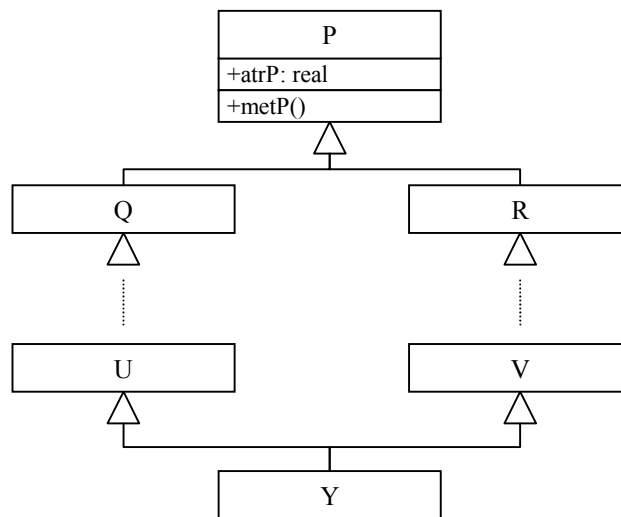 P
+atrP: real
+metP()
Q
R
U
V
Y